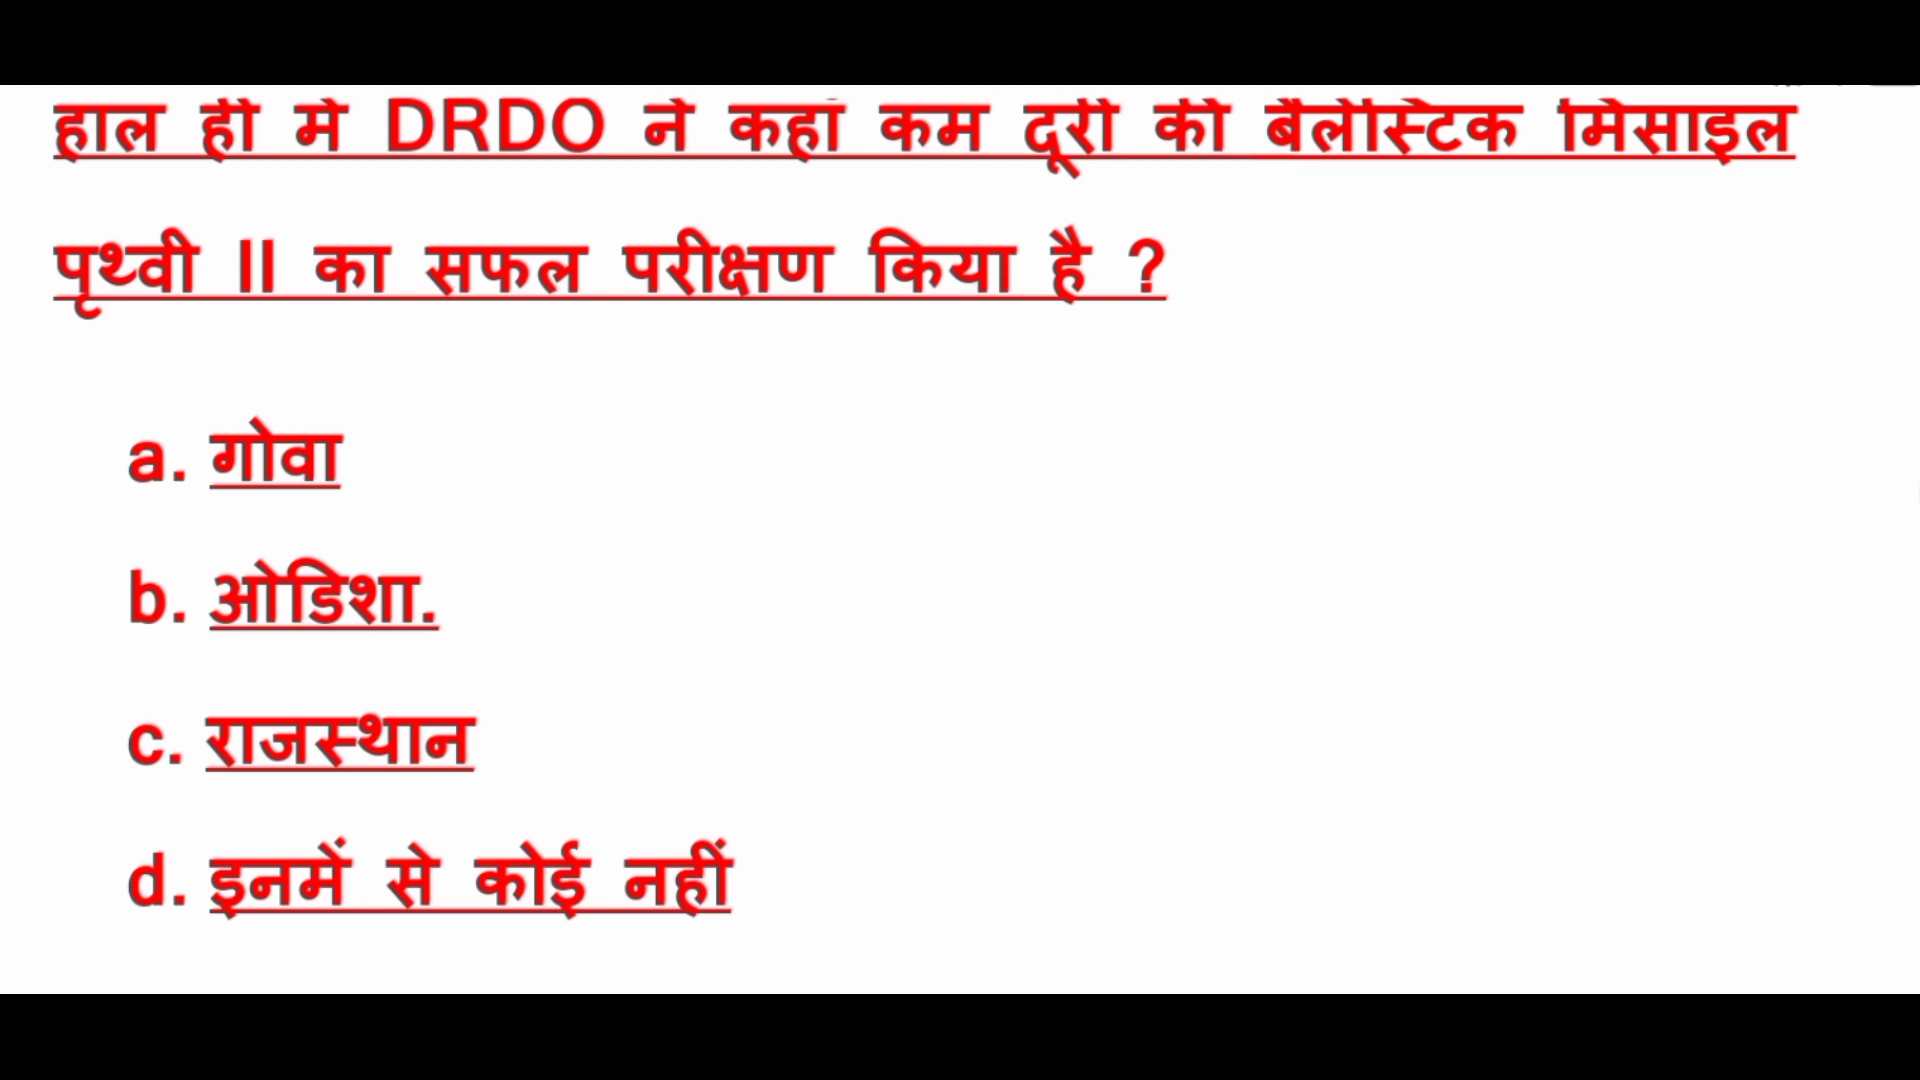 हाल ही में DRDO ने कहां कम दूरी की बैलेस्टिक मिसाइल
पृथ्वी II का सफल परीक्षण किया है ?
a. गोवा
b. ओडिशा.
c. राजस्थान
d. इनमें से कोई नहीं